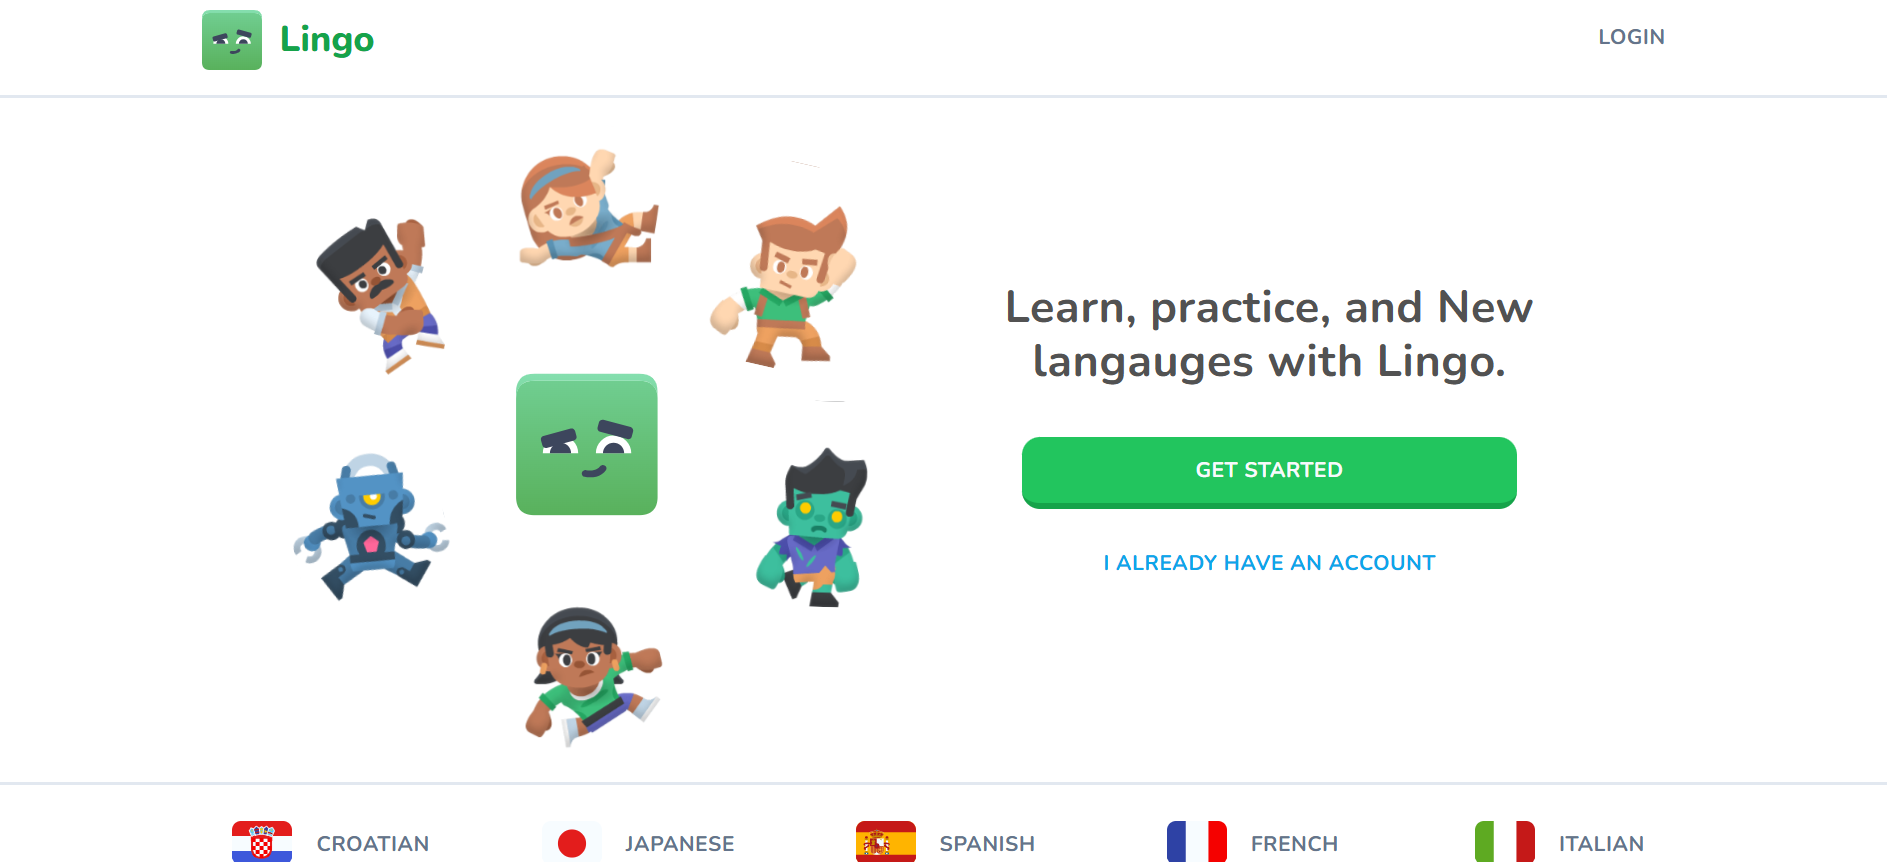 Lingo
LOGIN
Learn, practice, and New
langauges with Lingo.
GET STARTED
I ALREADY HAVE AN ACCOUNT
CROATIAN
JAPANESE
SPANISH
FRENCH
ITALIAN